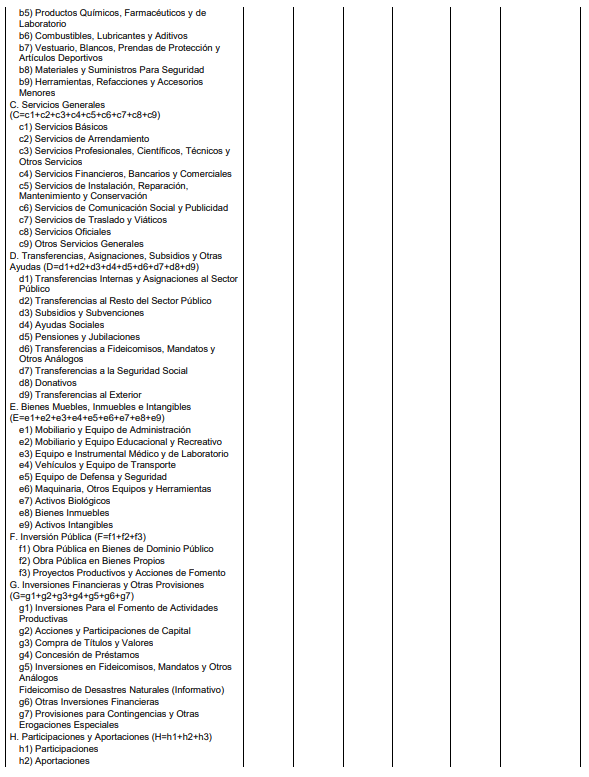 b5) Productos Químicos, Farmacéuticos y de
Laboratorio
b6) Combustibles, Lubricantes y Aditivos
b7) Vestuario, Blancos, Prendas de Protección y
Artículos Deportivos
b8) Materiales y Suministros Para Seguridad
b9) Herramientas, Refacciones y Accesorios
Menores
C. Servicios Generales
(C=c1+c2+c3+c4+c5+c6+c7+c8+c9)
c1) Servicios Básicos
c2) Servicios de Arrendamiento
c3) Servicios Profesionales, Científicos, Técnicos y
Otros Servicios
c4) Servicios Financieros, Bancarios y Comerciales
c5) Servicios de Instalación, Reparación,
Mantenimiento y Conservación
c6) Servicios de Comunicación Social y Publicidad
c7) Servicios de Traslado y Viáticos
c8) Servicios Oficiales
c9) Otros Servicios Generales
D. Transferencias, Asignaciones, Subsidios y Otras
Ayudas (D=d1+d2+d3+d4+d5+d6+d7+d8+d9)
d1) Transferencias Internas y Asignaciones al Sector
Público
d2) Transferencias al Resto del Sector Público
d3) Subsidios y Subvenciones
d4) Ayudas Sociales
d5) Pensiones y Jubilaciones
d6) Transferencias a Fideicomisos, Mandatos y
Otros Análogos
d7) Transferencias a la Seguridad Social
d8) Donativos
d9) Transferencias al Exterior
E. Bienes Muebles, Inmuebles e Intangibles
(E=e1+e2+e3+e4+e5+e6+e7+e8+e9)
e1) Mobiliario y Equipo de Administración
e2) Mobiliario y Equipo Educacional y Recreativo
e3) Equipo e Instrumental Médico y de Laboratorio
e4) Vehículos y Equipo de Transporte
e5) Equipo de Defensa y Seguridad
e6) Maquinaria, Otros Equipos y Herramientas
e7) Activos Biológicos
e8) Bienes Inmuebles
e9) Activos Intangibles
F. Inversión Pública (F=f1+f2+f3)
f1) Obra Pública en Bienes de Dominio Público
f2) Obra Pública en Bienes Propios
f3) Proyectos Productivos y Acciones de Fomento
G. Inversiones Financieras y Otras Provisiones
(G=g1+g2+g3+g4+g5+g6+g7)
g1) Inversiones Para el Fomento de Actividades
Productivas
g2) Acciones y Participaciones de Capital
g3) Compra de Títulos y Valores
g4) Concesión de Préstamos
g5) Inversiones en Fideicomisos, Mandatos y Otros
Análogos
Fideicomiso de Desastres Naturales (Informativo)
g6) Otras Inversiones Financieras
g7) Provisiones para Contingencias y Otras
Erogaciones Especiales
H. Participaciones y Aportaciones (H=h1+h2+h3)
h1) Participaciones
h2) Aportaciones